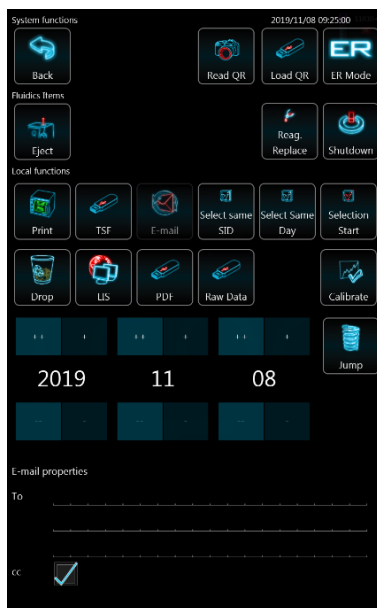 System functions
2019/11/08 09:25:00
Back
Read QR
Load QR
ER
ER Mode
Fluidics Items
Eject
Reag.
Replace
Shutdown
Local functions
Print
TSF
E-mail
Select same
SID
Select Same
Day
Selection
Start
Drop
LIS
PDF
Raw Data
Calibrate
++ + ++ + ++ +
Jump
2019 11 08
-- - -- - -- -
E-mail properties
To
cc